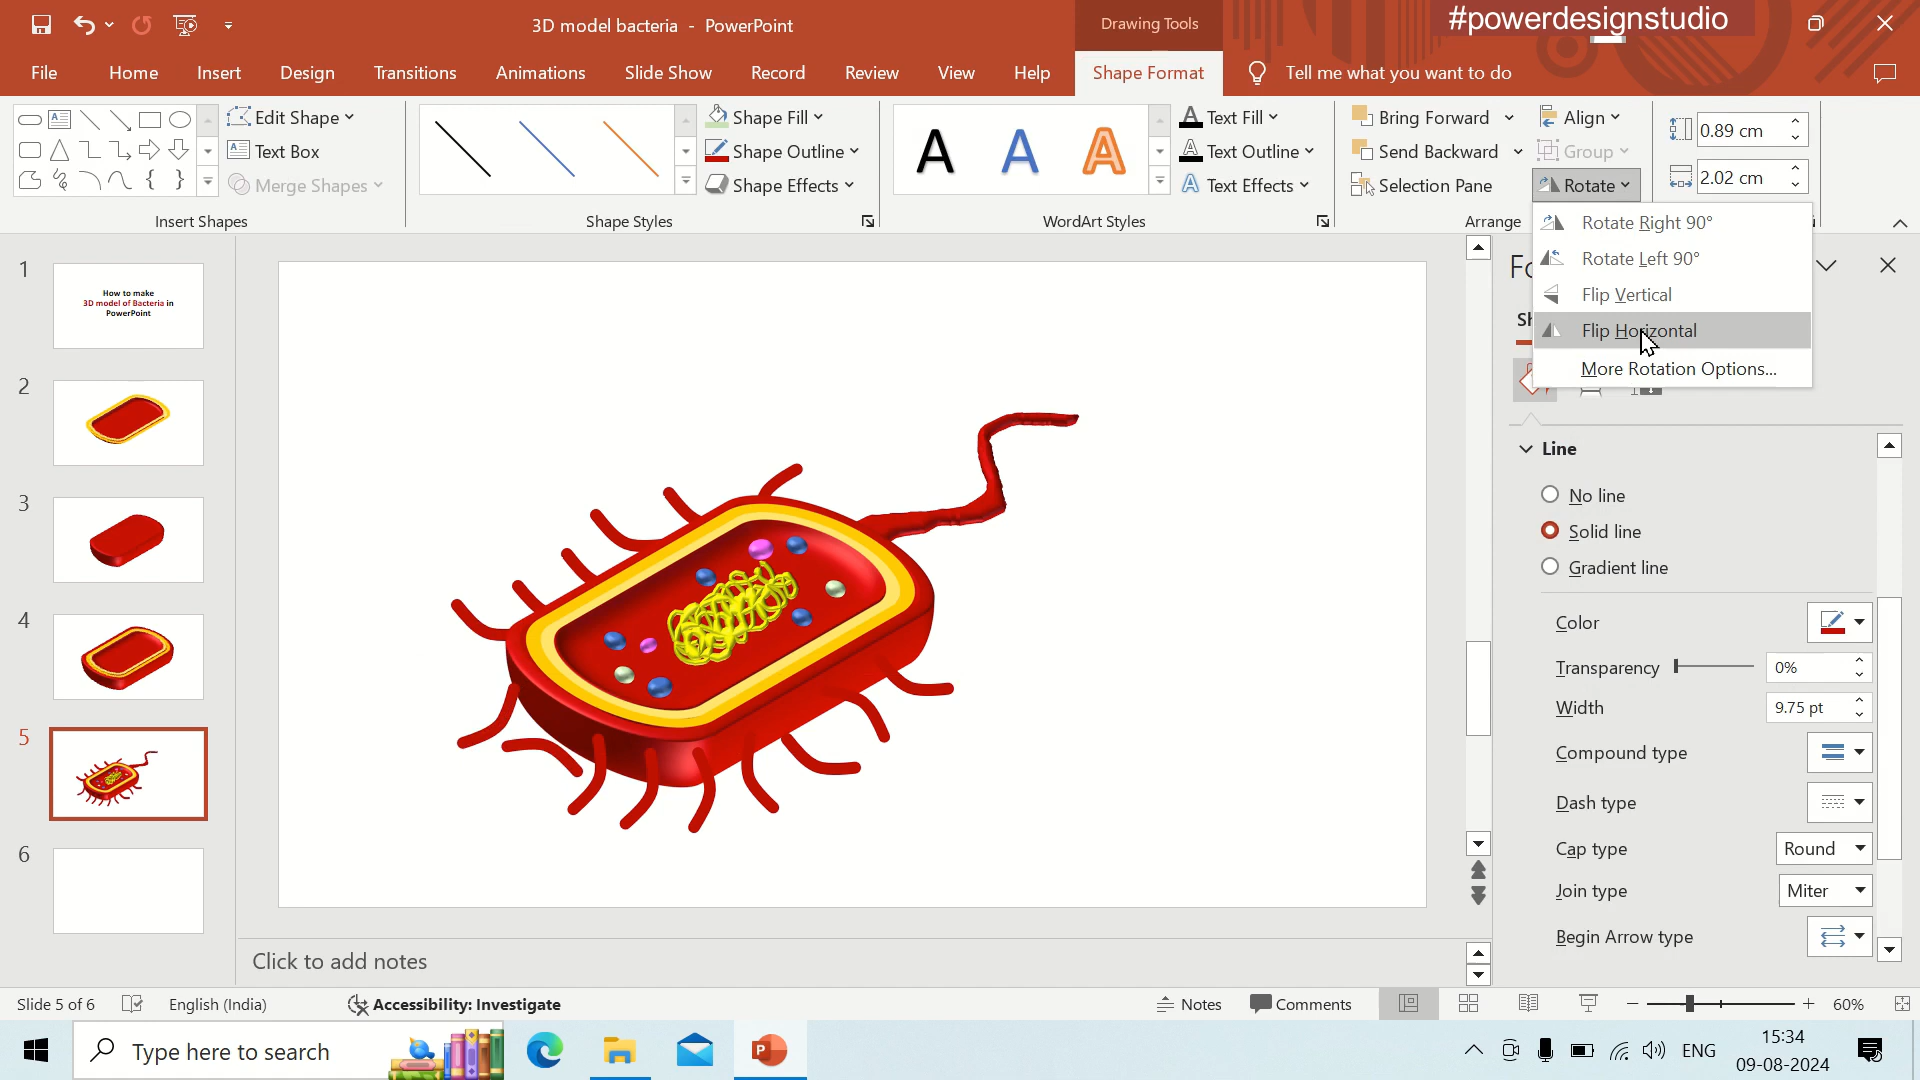 3D model bacteria - PowerPoint
Drawing Tools
#powerdesignstudio
File
Home
Insert
Design
Transitions
Animations
Slide Show
Record
Review
View
Help
Shape Format
Tell me what you want to do
Edit Shape
Text Box
Merge Shapes
Insert Shapes
Shape Fill
Shape Outline
Shape Effects
Shape Styles
A A A
Text Fill
Text Outline
Text Effects
WordArt Styles
Bring Forward
Send Backward
Selection Pane
Align
Group
Rotate
Arrange
0.89 cm
2.02 cm
Rotate Right 90°
Rotate Left 90°
Flip Vertical
Flip Horizontal
More Rotation Options...
1
How to make
3D model of Bacteria in
PowerPoint
2
3
4
5
6
Line
No line
Solid line
Gradient line
Color
Transparency
0%
Width
9.75 pt
Compound type
Dash type
Cap type
Round
Join type
Miter
Begin Arrow type
Click to add notes
Slide 5 of 6
English (India)
Accessibility: Investigate
Notes
Comments
60%
Type here to search
ENG
15:34
09-08-2024